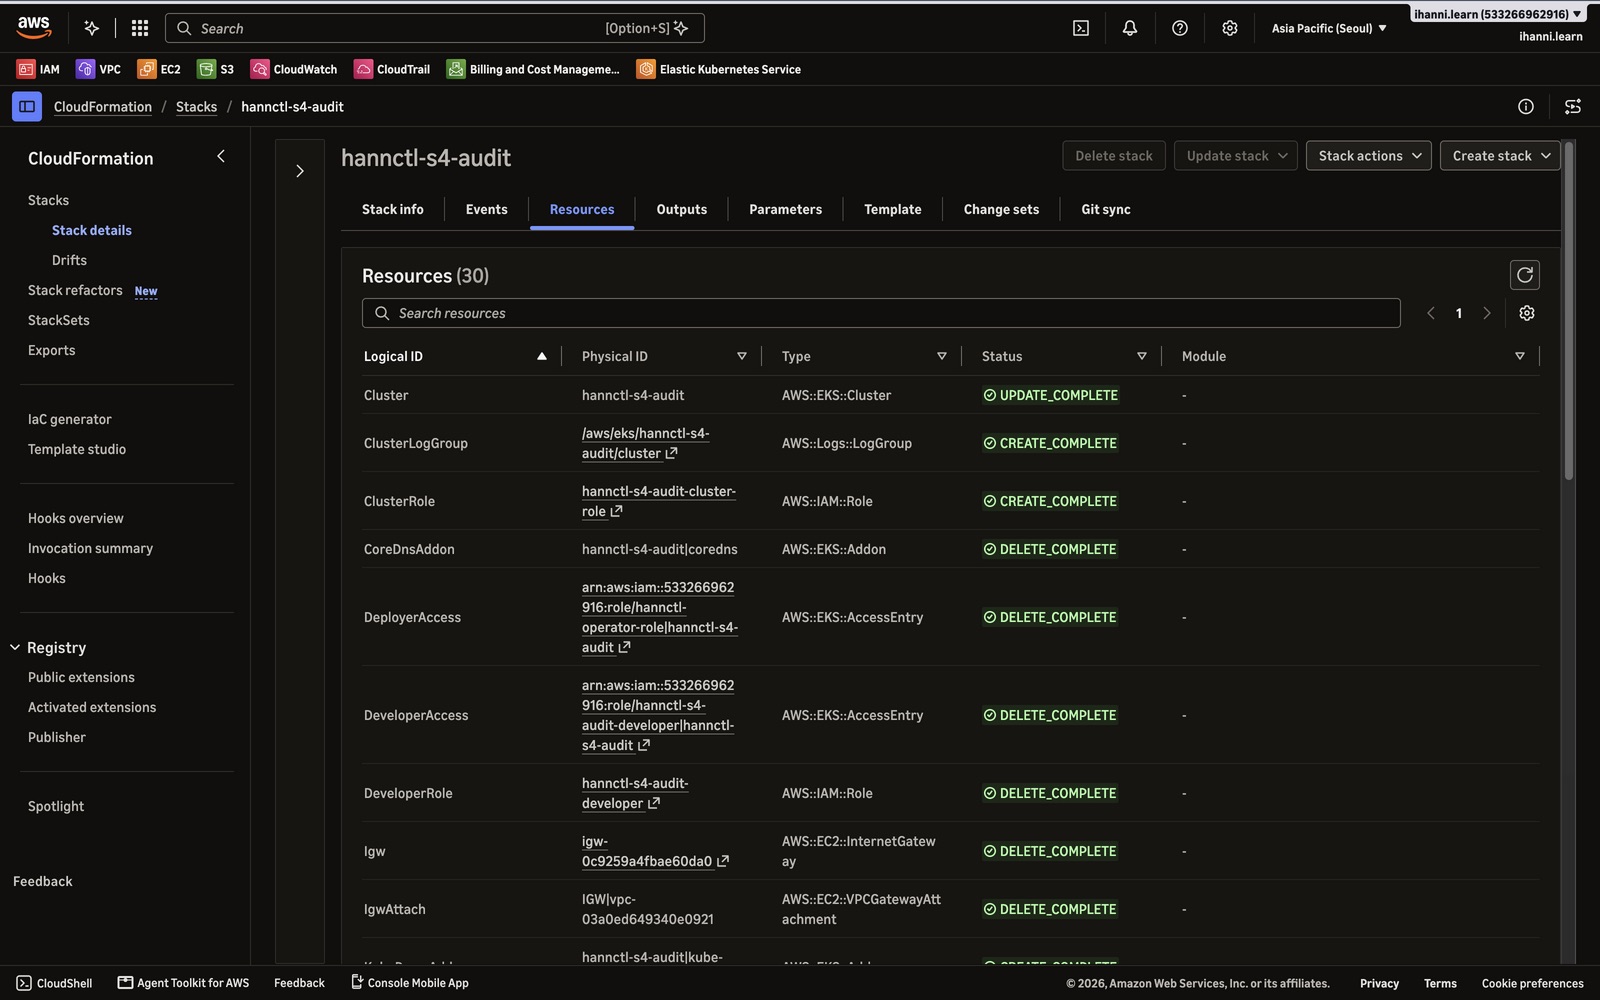 aws
Search
[Option+S]
Asia Pacific (Seoul)
ihanni.learn (533266962916)
ihanni.learn
IAM
VPC
EC2
S3
CloudWatch
CloudTrail
Billing and Cost Manageme...
Elastic Kubernetes Service
CloudFormation / Stacks / hannctl-s4-audit
CloudFormation
Stacks
Stack details
Drifts
Stack refactors New
StackSets
Exports
IaC generator
Template studio
Hooks overview
Invocation summary
Hooks
Registry
Public extensions
Activated extensions
Publisher
Spotlight
Feedback
hannctl-s4-audit
Delete stack
Update stack
Stack actions
Create stack
Stack info
Events
Resources
Outputs
Parameters
Template
Change sets
Git sync
Resources (30)
Search resources
1
Logical ID
Physical ID
Type
Status
Module
Cluster
hannctl-s4-audit
AWS::EKS::Cluster
UPDATE_COMPLETE
-
ClusterLogGroup
/aws/eks/hannctl-s4-
audit/cluster
AWS::Logs::LogGroup
CREATE_COMPLETE
-
ClusterRole
hannctl-s4-audit-cluster-
role
AWS::IAM::Role
CREATE_COMPLETE
-
CoreDnsAddon
hannctl-s4-audit|coredns
AWS::EKS::Addon
DELETE_COMPLETE
-
DeployerAccess
arn:aws:iam::533266962
916:role/hannctl-
operator-role|hannctl-s4-
audit
AWS::EKS::AccessEntry
DELETE_COMPLETE
-
DeveloperAccess
arn:aws:iam::533266962
916:role/hannctl-s4-
audit-developer|hannctl-
s4-audit
AWS::EKS::AccessEntry
DELETE_COMPLETE
-
DeveloperRole
hannctl-s4-audit-
developer
AWS::IAM::Role
DELETE_COMPLETE
-
Igw
igw-
0c9259a4fbae60da0
AWS::EC2::InternetGatew
ay
DELETE_COMPLETE
-
IgwAttach
IGW|vpc-
03a0ed649340e0921
AWS::EC2::VPCGatewayAtt
achment
DELETE_COMPLETE
-
hannctl-s4-audit|kube-
CloudShell
Agent Toolkit for AWS
Feedback
Console Mobile App
© 2026, Amazon Web Services, Inc. or its affiliates.
Privacy
Terms
Cookie preferences